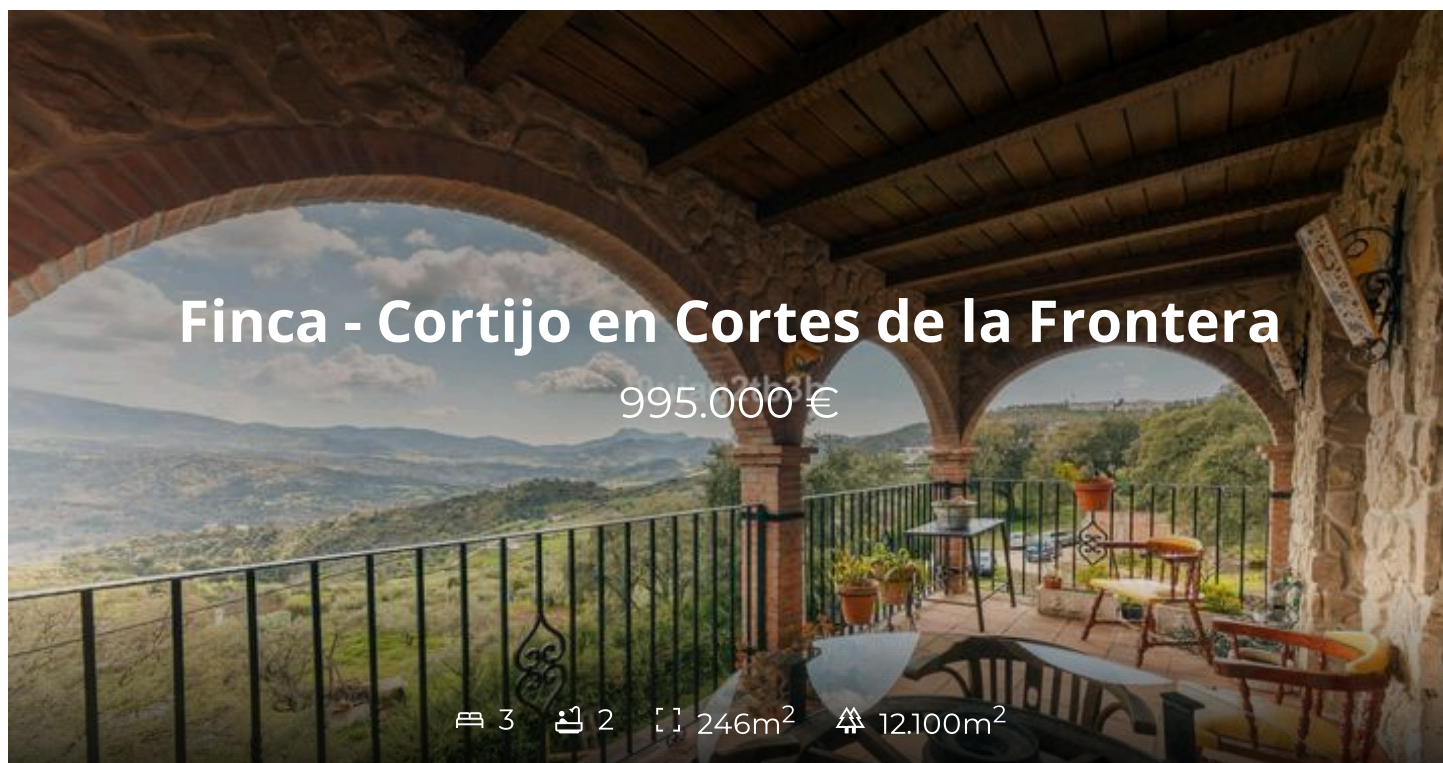 Finca - Cortijo en Cortes de la Frontera
995.000 €
3 2 246m² 12.100m²